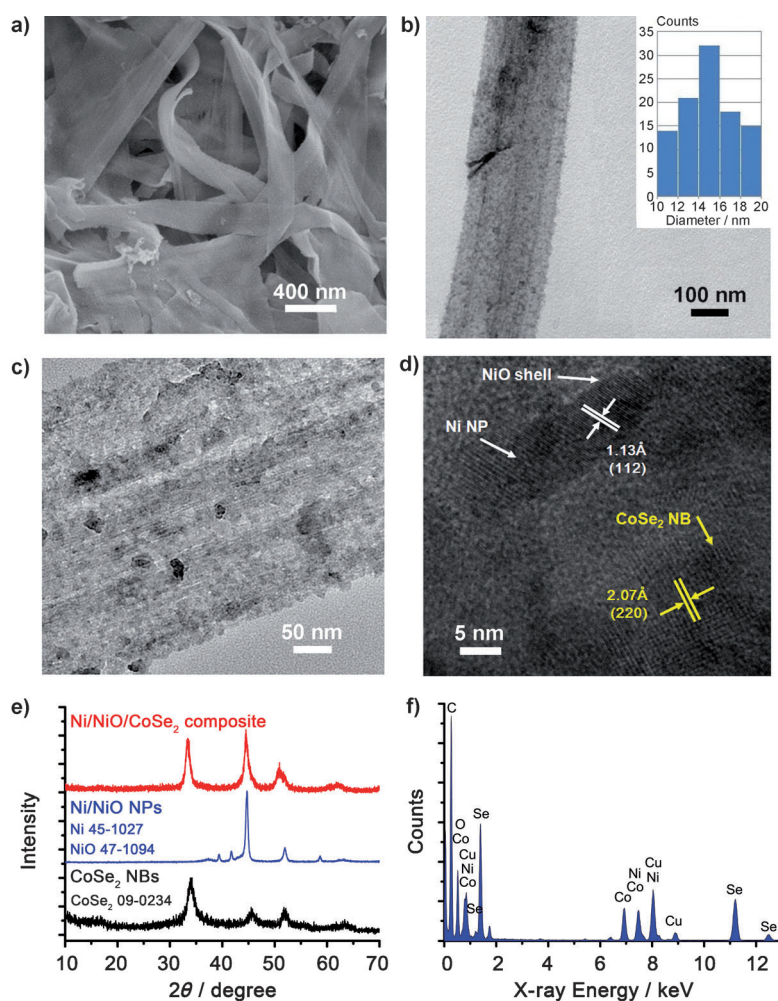 a)
400 nm
b)
Counts
35
30
25
20
15
10
5
0
10 12 14 16 18 20
Diameter / nm
100 nm
c)
50 nm
d)
NiO shell
Ni NP
1.13Å
(112)
CoSe₂ NB
2.07Å
(220)
5 nm
e)
Ni/NiO/CoSe₂ composite
Ni/NiO NPs
Ni 45-1027
NiO 47-1094
CoSe₂ NBs
CoSe₂ 09-0234
Intensity
10 20 30 40 50 60 70
2θ / degree
f)
C
O
Co
Cu
Ni
Co
Se
Se
Co
Ni
Co
Cu
Ni
Cu
Se
Se
Counts
0 2 4 6 8 10 12
X-ray Energy / keV